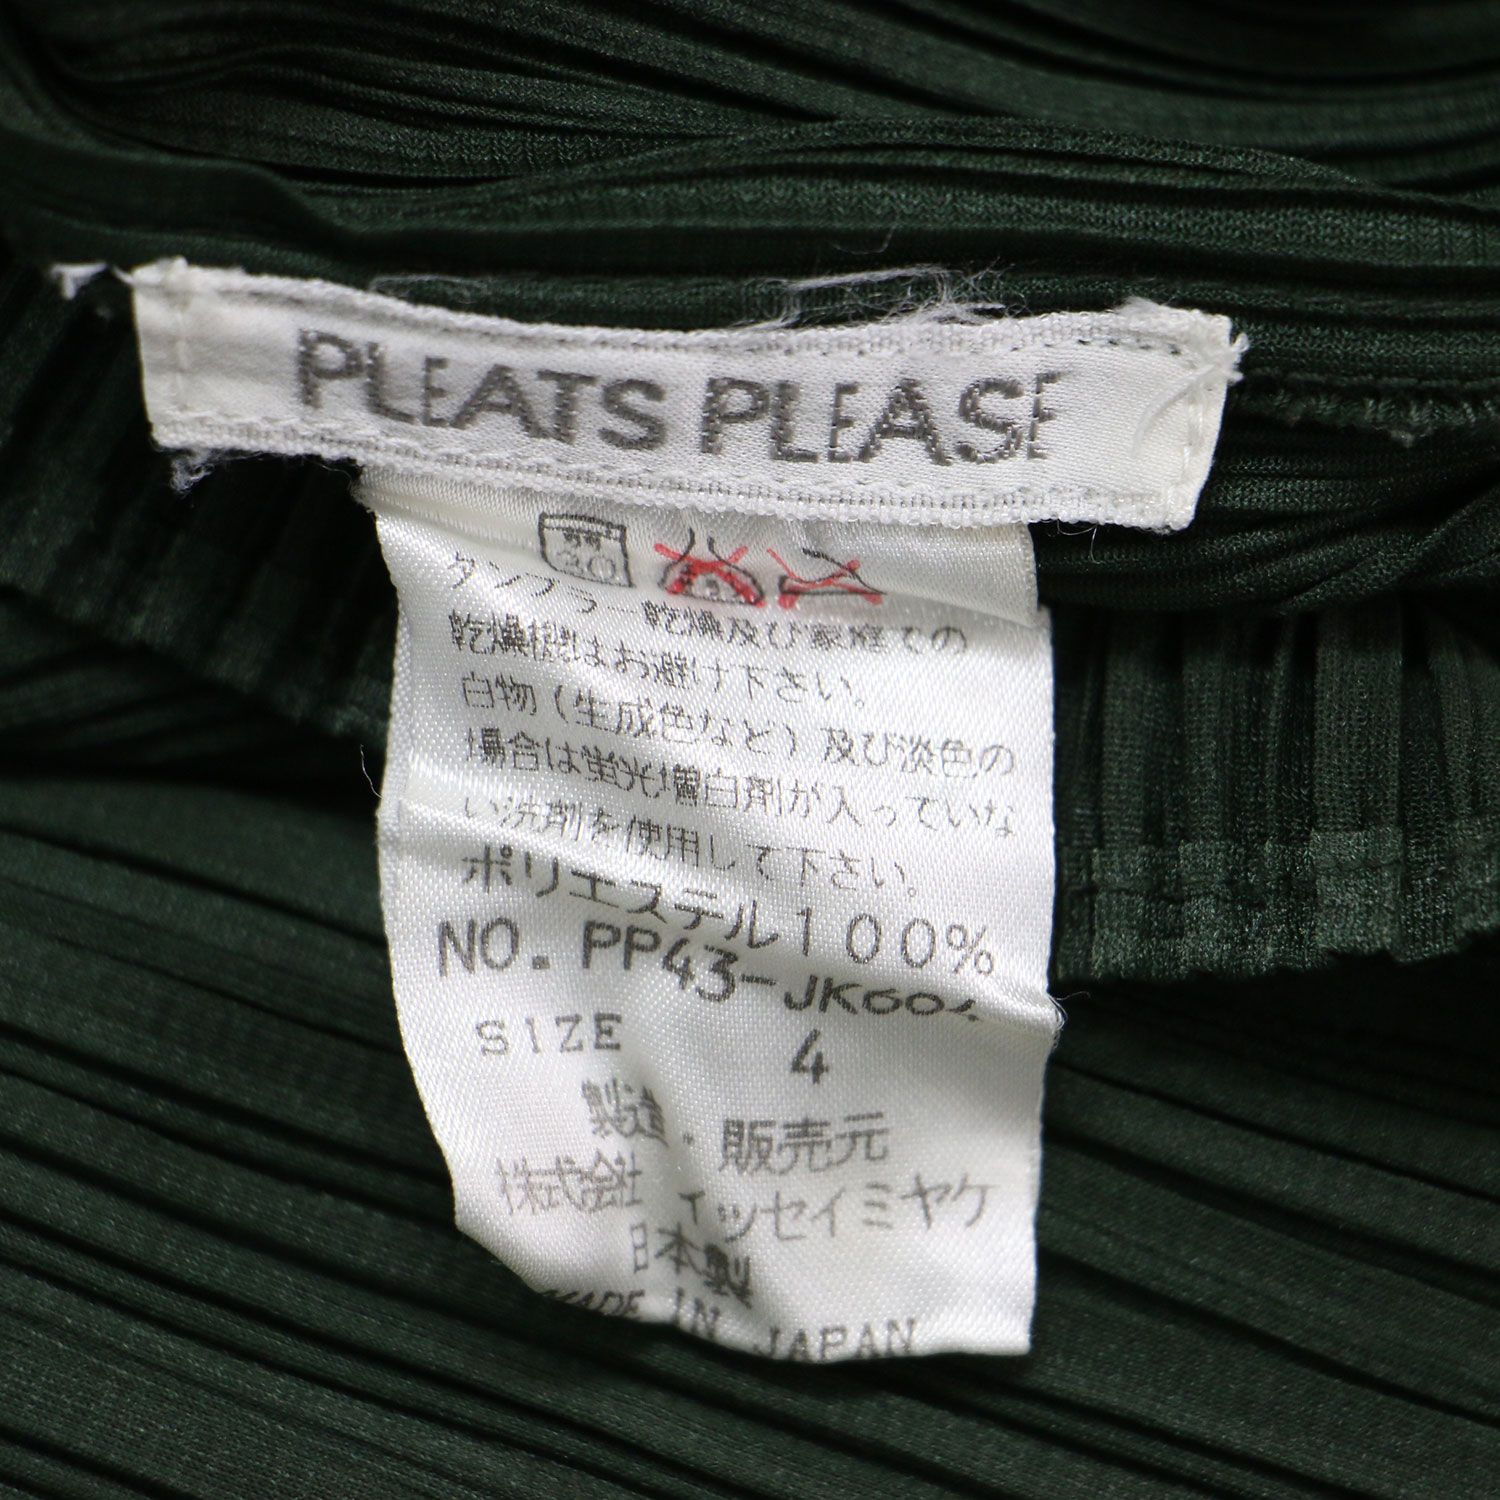 PLEATS PLEASE
20
タンブラー乾燥及び家庭での
乾燥機はお避け下さい。
白物(生成色など)及び淡色の
場合は蛍光増白剤が入っていな
い洗剤を使用して下さい。
ポリエステル100%
NO. PP43-
SIZE 4
製造.販売元
株式会社イッセイミヤケ
日本製
MADE IN JAPAN